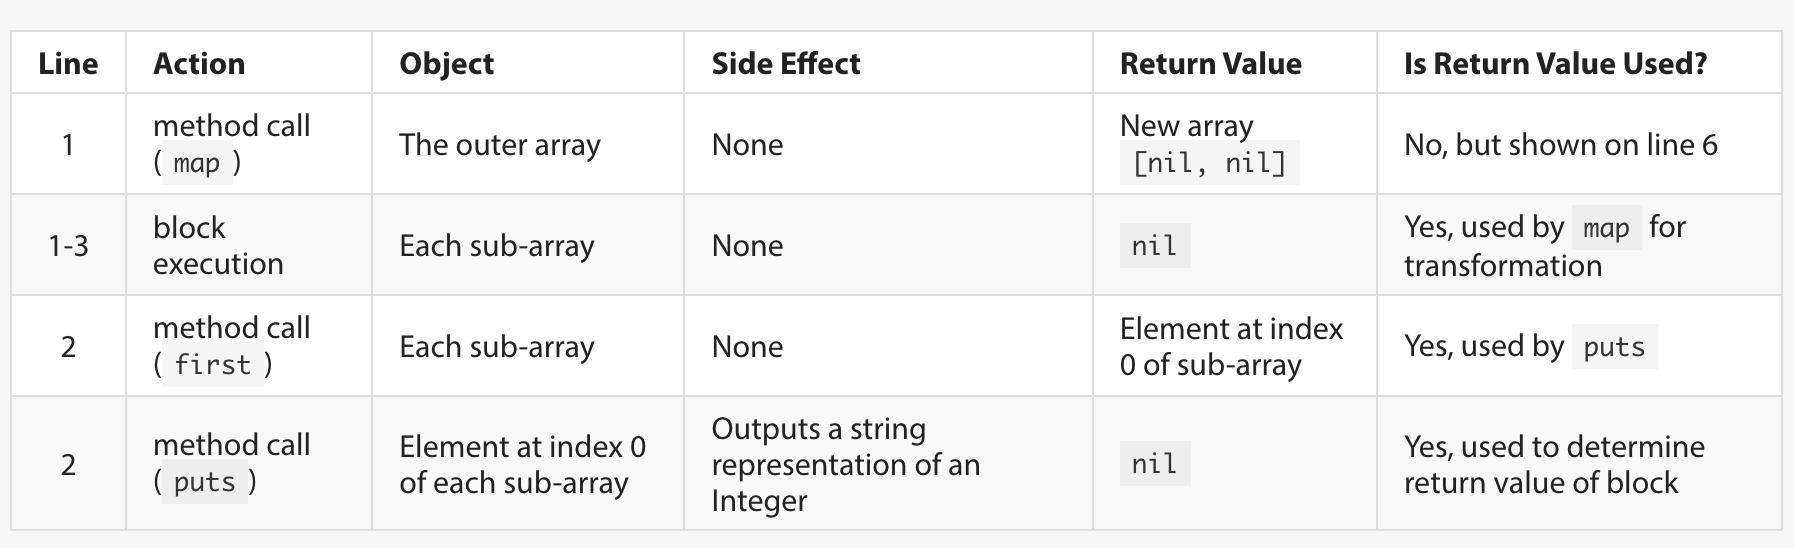 Line Action Object Side Effect Return Value Is Return Value Used?
1 method call ( map ) The outer array None New array [nil, nil] No, but shown on line 6
1-3 block execution Each sub-array None nil Yes, used by map for transformation
2 method call ( first ) Each sub-array None Element at index 0 of sub-array Yes, used by puts
2 method call ( puts ) Element at index 0 of each sub-array Outputs a string representation of an Integer nil Yes, used to determine return value of block